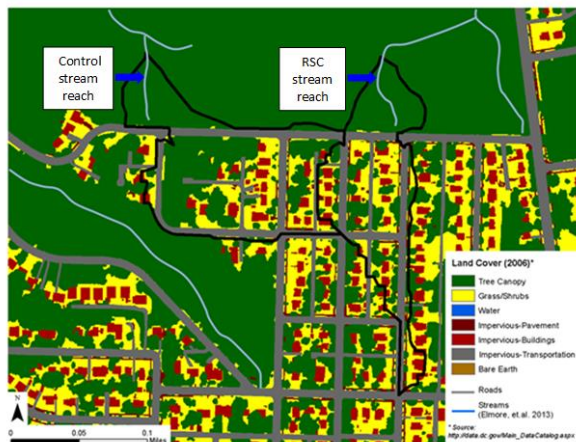 Control
stream
reach
RSC
stream
reach
Land Cover (2006)*
Tree Canopy
Grass/Shrubs
Water
Impervious-Pavement
Impervious-Buildings
Impervious-Transportation
Bare Earth
Roads
Streams
(Elmore, et al. 2013)
* Source:
http://data.dc.gov/Main_DataCatalog.aspx
N
0 0.05 0.1
Miles